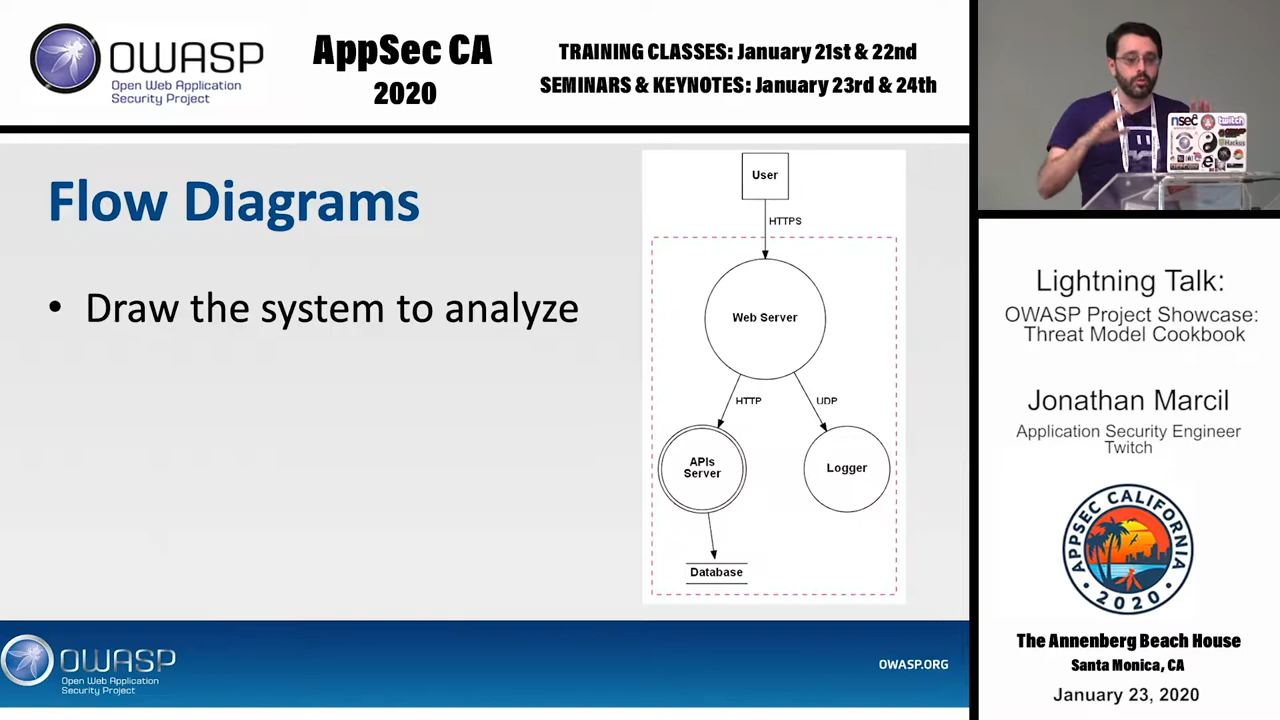 OWASP
Open Web Application
Security Project
AppSec CA
2020
TRAINING CLASSES: January 21st & 22nd
SEMINARS & KEYNOTES: January 23rd & 24th
Flow Diagrams
• Draw the system to analyze
User
HTTPS
Web Server
HTTP
UDP
APIs
Server
Logger
Database
OWASP
Open Web Application
Security Project
OWASP.ORG
nsec
twitch
Hackus
Lightning Talk:
OWASP Project Showcase:
Threat Model Cookbook
Jonathan Marcil
Application Security Engineer
Twitch
APPSEC CALIFORNIA
• 2020 •
The Annenberg Beach House
Santa Monica, CA
January 23, 2020